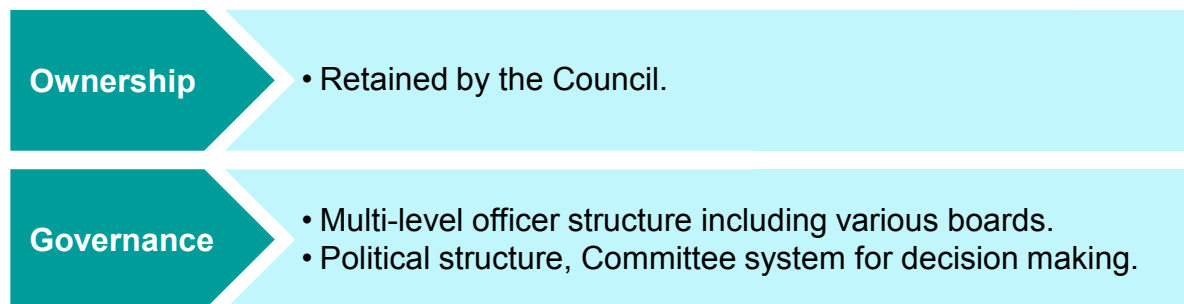 Ownership
• Retained by the Council.
Governance
• Multi-level officer structure including various boards.
• Political structure, Committee system for decision making.